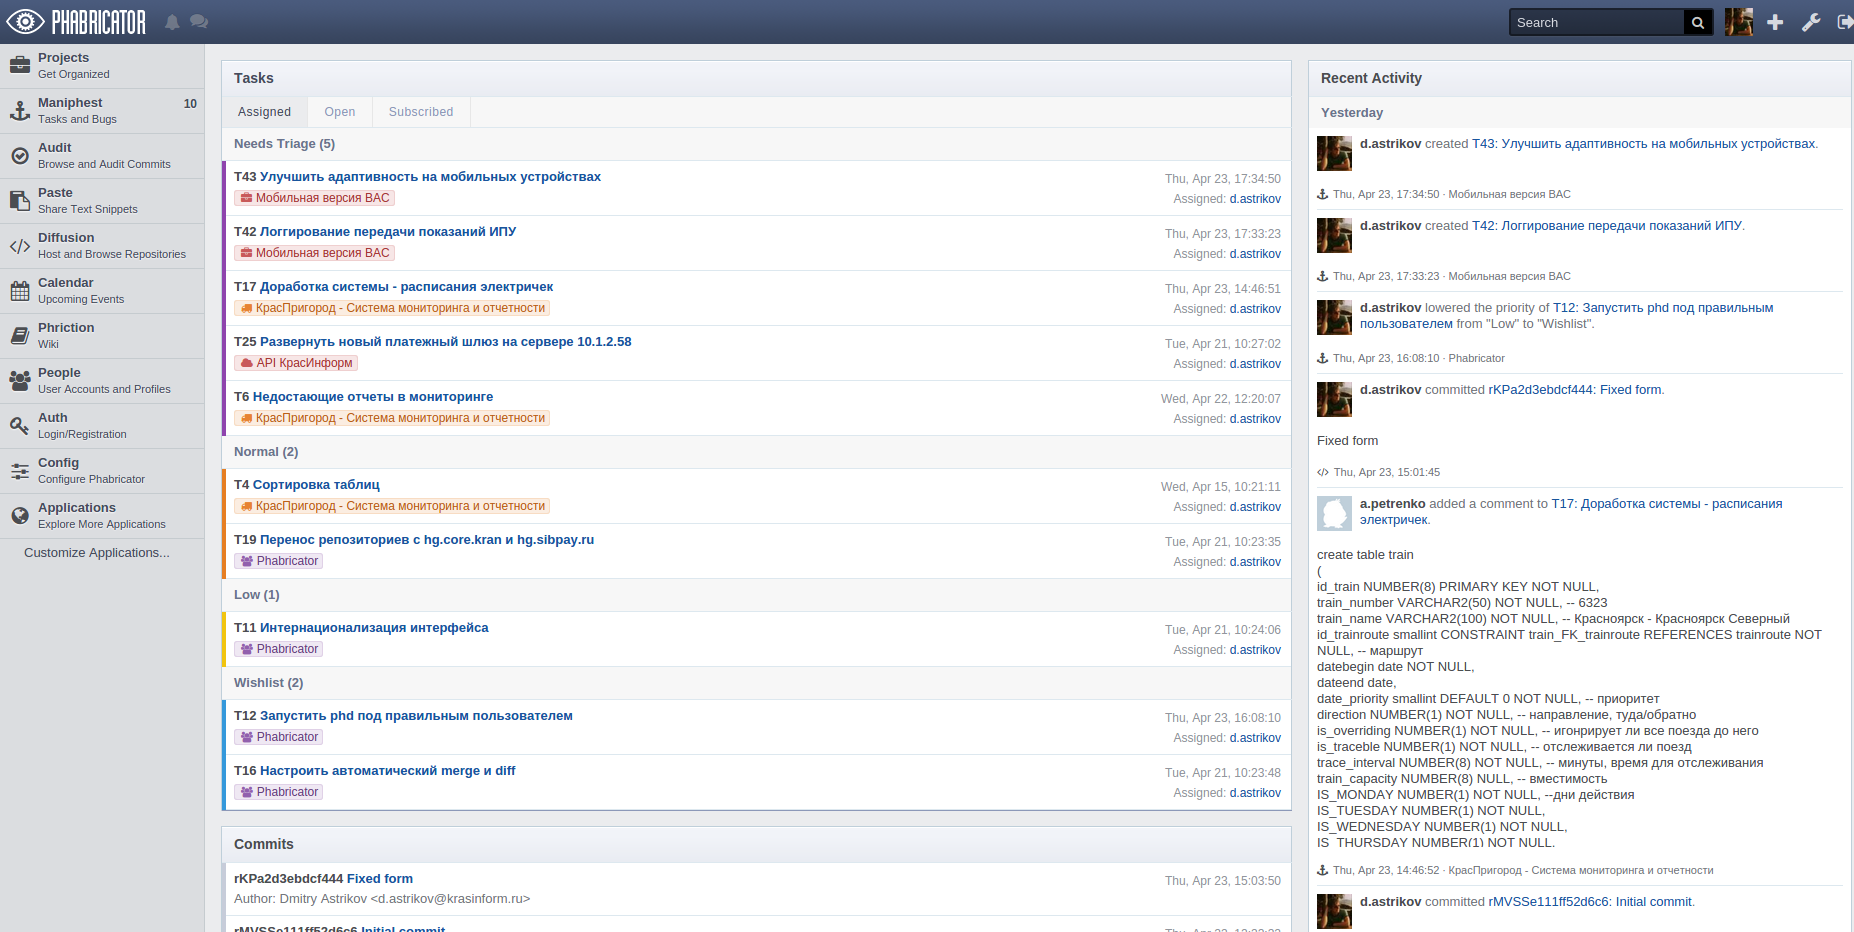 PHABRICATOR
Search
Projects
Get Organized
Maniphest 10
Tasks and Bugs
Audit
Browse and Audit Commits
Paste
Share Text Snippets
Diffusion
Host and Browse Repositories
Calendar
Upcoming Events
Phriction
Wiki
People
User Accounts and Profiles
Auth
Login/Registration
Config
Configure Phabricator
Applications
Explore More Applications
Customize Applications...
Tasks
Assigned Open Subscribed
Needs Triage (5)
T43 Улучшить адаптивность на мобильных устройствах Thu, Apr 23, 17:34:50
Мобильная версия ВАС Assigned: d.astrikov
T42 Логгирование передачи показаний ИПУ Thu, Apr 23, 17:33:23
Мобильная версия ВАС Assigned: d.astrikov
T17 Доработка системы - расписания электричек Thu, Apr 23, 14:46:51
КрасПригород - Система мониторинга и отчетности Assigned: d.astrikov
T25 Развернуть новый платежный шлюз на сервере 10.1.2.58 Tue, Apr 21, 10:27:02
API КрасИнформ Assigned: d.astrikov
T6 Недостающие отчеты в мониторинге Wed, Apr 22, 12:20:07
КрасПригород - Система мониторинга и отчетности Assigned: d.astrikov
Normal (2)
T4 Сортировка таблиц Wed, Apr 15, 10:21:11
КрасПригород - Система мониторинга и отчетности Assigned: d.astrikov
T19 Перенос репозиториев с hg.core.kran и hg.sibpay.ru Tue, Apr 21, 10:23:35
Phabricator Assigned: d.astrikov
Low (1)
T11 Интернационализация интерфейса Tue, Apr 21, 10:24:06
Phabricator Assigned: d.astrikov
Wishlist (2)
T12 Запустить phd под правильным пользователем Thu, Apr 23, 16:08:10
Phabricator Assigned: d.astrikov
T16 Настроить автоматический merge и diff Tue, Apr 21, 10:23:48
Phabricator Assigned: d.astrikov
Commits
rKPa2d3ebdcf444 Fixed form Thu, Apr 23, 15:03:50
Author: Dmitry Astrikov <d.astrikov@krasinform.ru>
rMVSSe111ff52d6c6 Initial commit
Recent Activity
Yesterday
d.astrikov created T43: Улучшить адаптивность на мобильных устройствах.
Thu, Apr 23, 17:34:50 · Мобильная версия ВАС
d.astrikov created T42: Логгирование передачи показаний ИПУ.
Thu, Apr 23, 17:33:23 · Мобильная версия ВАС
d.astrikov lowered the priority of T12: Запустить phd под правильным
пользователем from "Low" to "Wishlist".
Thu, Apr 23, 16:08:10 · Phabricator
d.astrikov committed rKPa2d3ebdcf444: Fixed form.
Fixed form
Thu, Apr 23, 15:01:45
a.petrenko added a comment to T17: Доработка системы - расписания
электричек.
create table train
(
id_train NUMBER(8) PRIMARY KEY NOT NULL,
train_number VARCHAR2(50) NOT NULL, -- 6323
train_name VARCHAR2(100) NOT NULL, -- Красноярск - Красноярск Северный
id_trainroute smallint CONSTRAINT train_FK_trainroute REFERENCES trainroute NOT
NULL, -- маршрут
datebegin date NOT NULL,
dateend date,
date_priority smallint DEFAULT 0 NOT NULL, -- приоритет
direction NUMBER(1) NOT NULL, -- направление, туда/обратно
is_overriding NUMBER(1) NOT NULL, -- игонрирует ли все поезда до него
is_traceble NUMBER(1) NOT NULL, -- отслеживается ли поезд
trace_interval NUMBER(8) NOT NULL, -- минуты, время для отслеживания
train_capacity NUMBER(8) NULL, -- вместимость
IS_MONDAY NUMBER(1) NOT NULL, --дни действия
IS_TUESDAY NUMBER(1) NOT NULL,
IS_WEDNESDAY NUMBER(1) NOT NULL,
IS_THURSDAY NUMBER(1) NOT NULL,
Thu, Apr 23, 14:46:52 · КрасПригород - Система мониторинга и отчетности
d.astrikov committed rMVSSe111ff52d6c6: Initial commit.